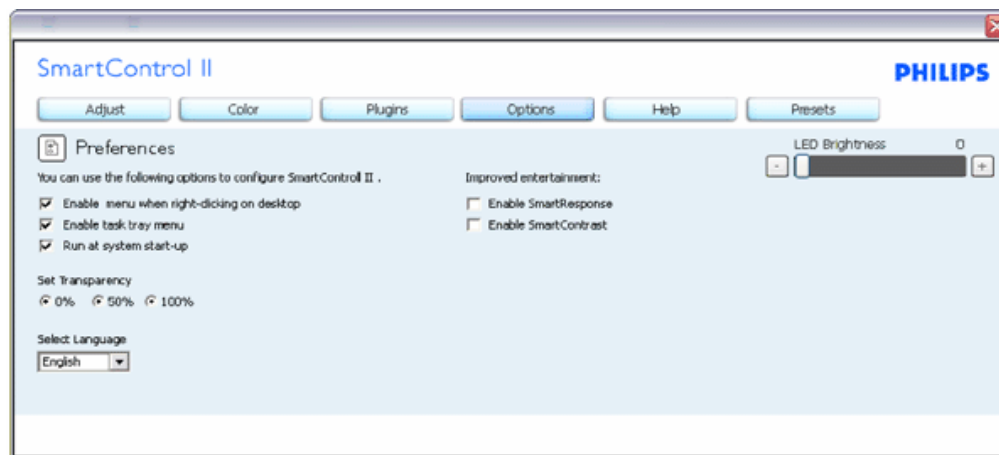 SmartControl II
PHILIPS
Adjust Color Plugins Options Help Presets
Preferences
LED Brightness 0
You can use the following options to configure SmartControl II .
Enable menu when right-clicking on desktop
Enable task tray menu
Run at system start-up
Improved entertainment:
Enable SmartResponse
Enable SmartContrast
Set Transparency
0% 50% 100%
Select Language
English